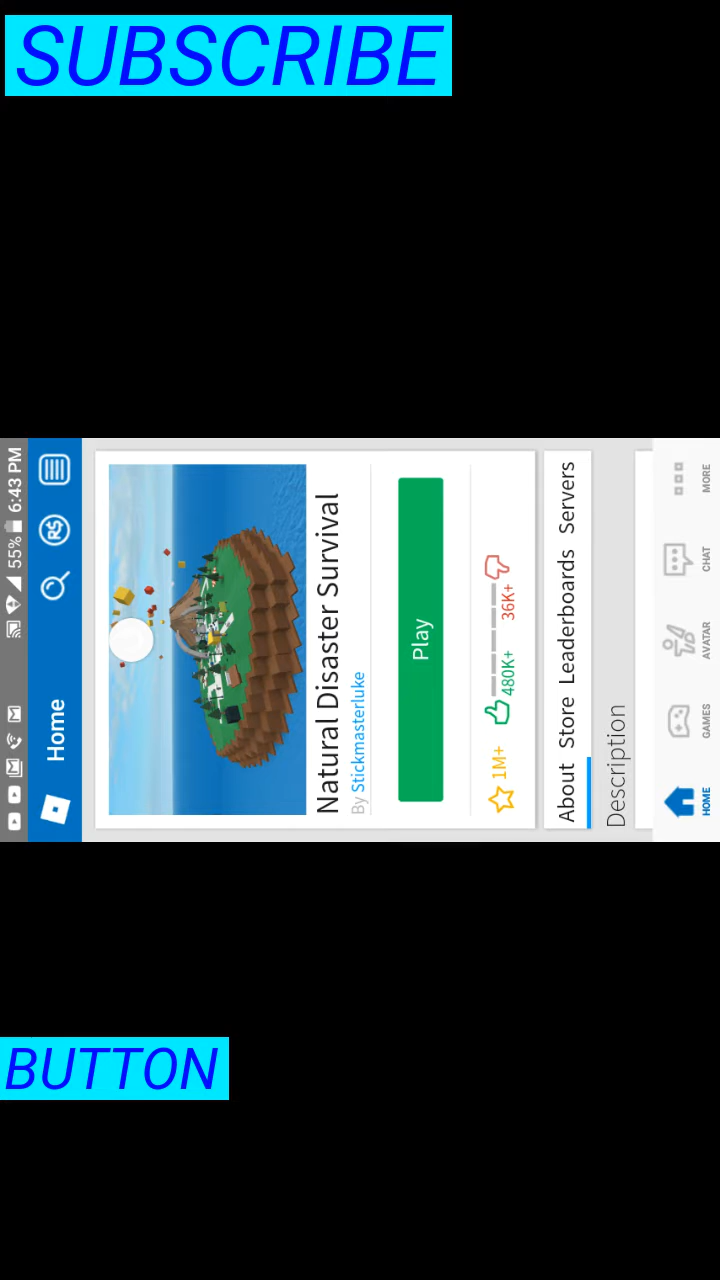 SUBSCRIBE
55% 6:43 PM
Home
R$
Natural Disaster Survival
By Stickmasterluke
Play
1M+ 480K+ 36K+
About Store Leaderboards Servers
Description
HOME GAMES AVATAR CHAT MORE
BUTTON